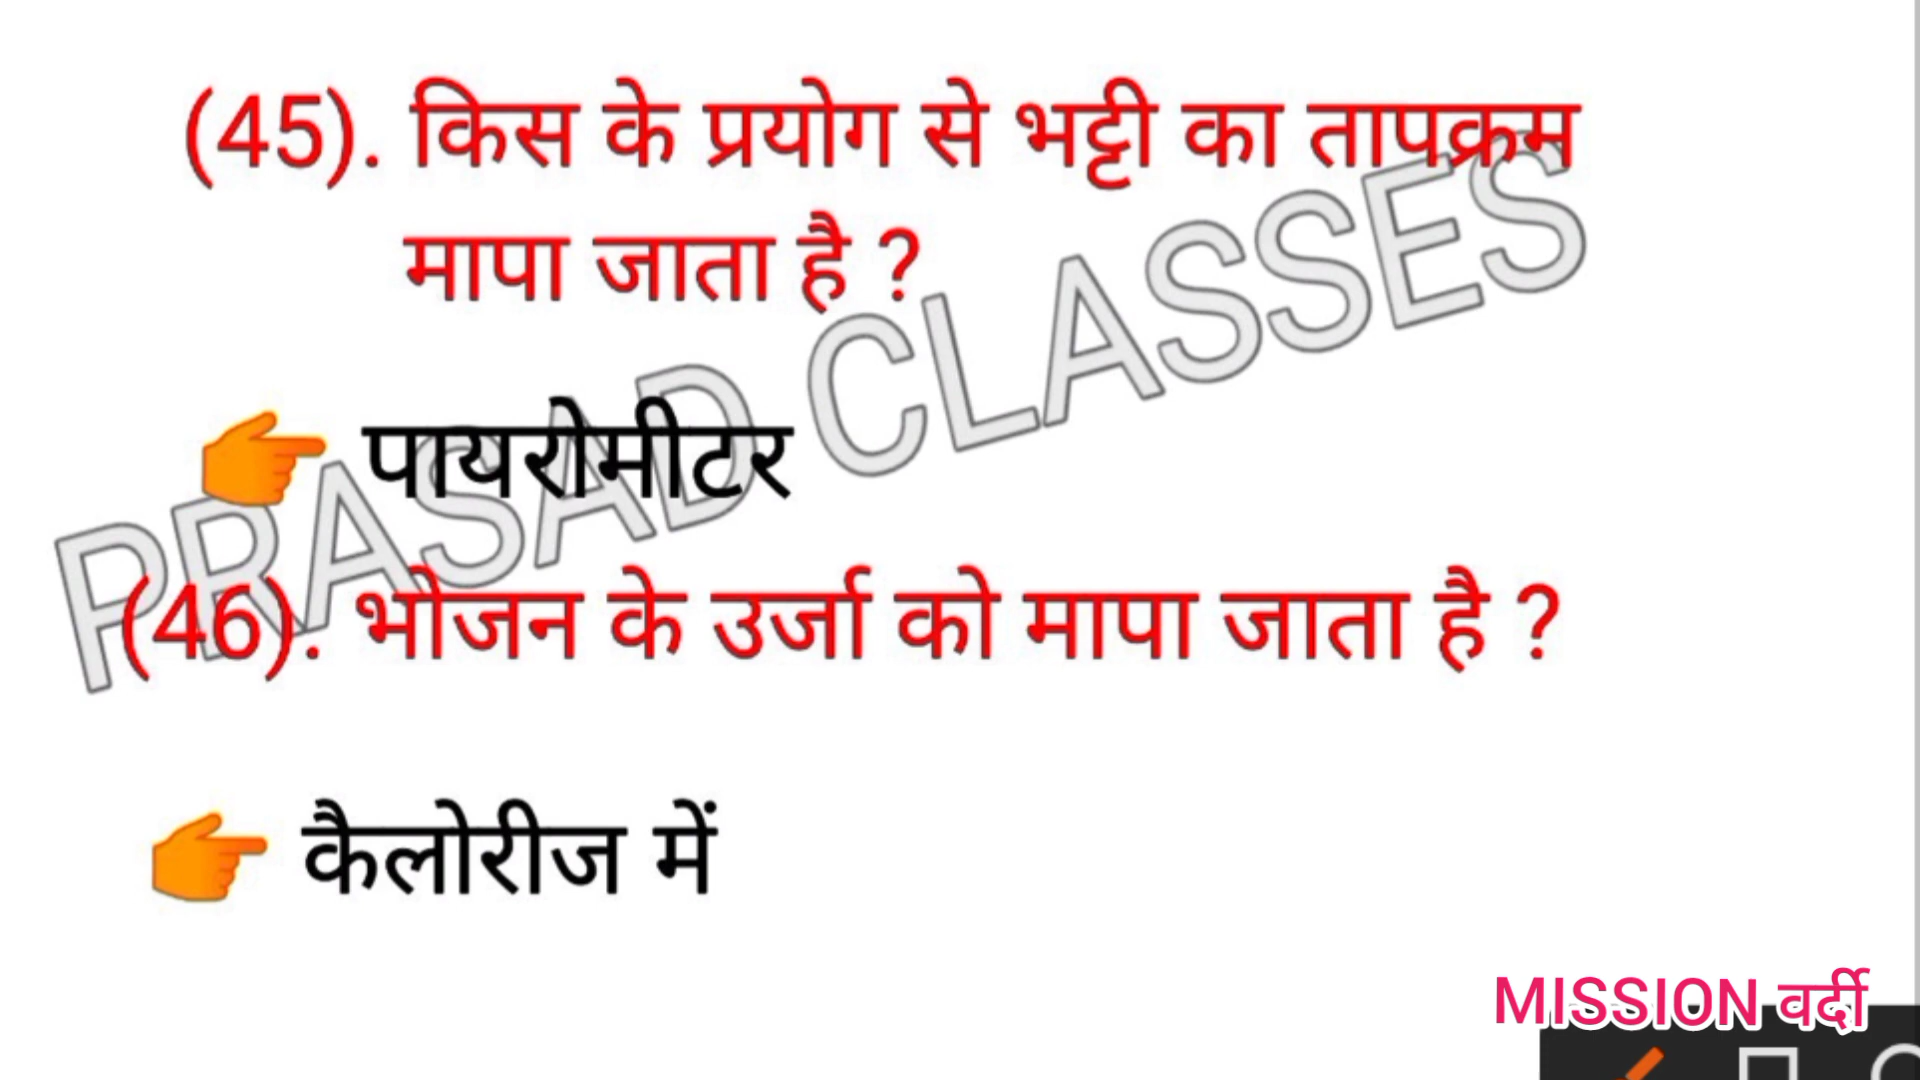 (45). किस के प्रयोग से भट्टी का तापक्रम
मापा जाता है ?
PRASAD CLASSES
👉 पायरोमीटर
(46). भोजन के उर्जा को मापा जाता है ?
👉 कैलोरीज में
MISSION वर्दी